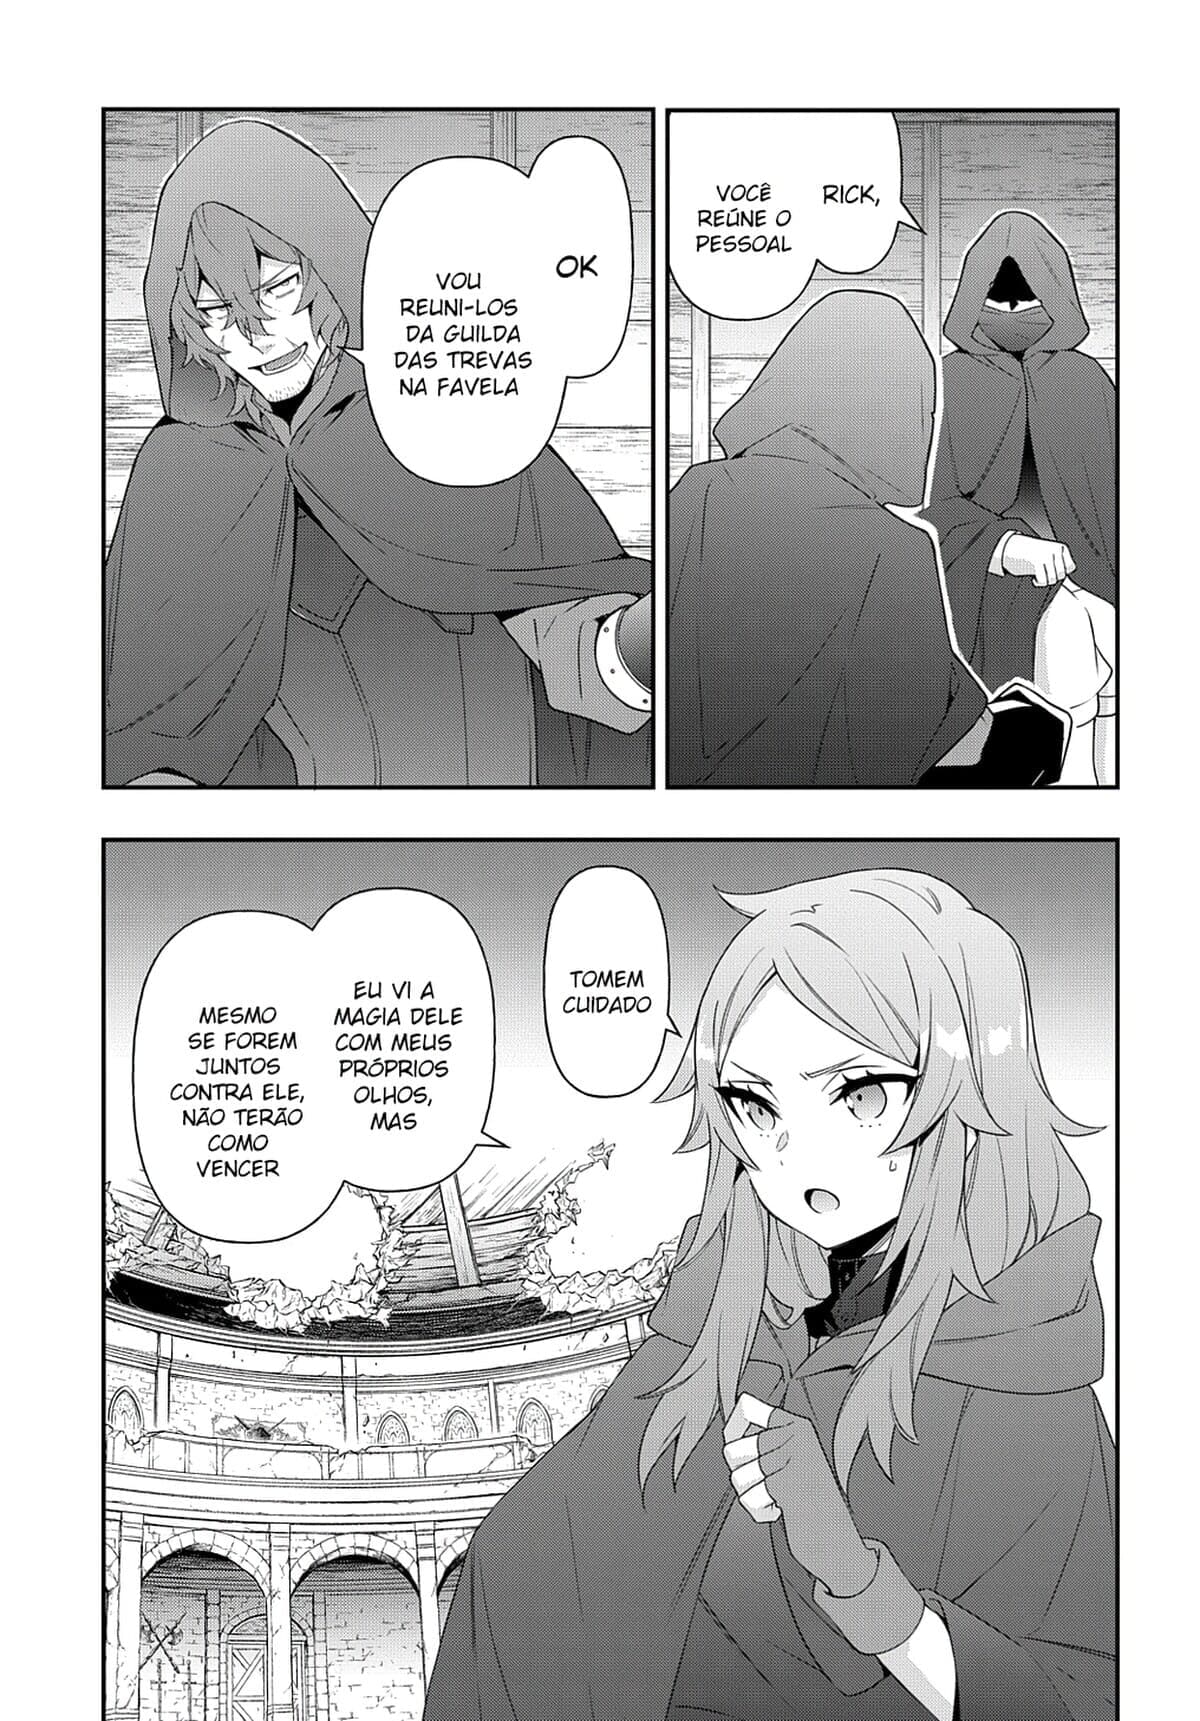 RICK,
VOCÊ
REÚNE O
PESSOAL
OK
VOU
REUNI-LOS
DA GUILDA
DAS TREVAS
NA FAVELA
TOMEM
CUIDADO
EU VI A
MAGIA DELE
COM MEUS
PRÓPRIOS
OLHOS,
MAS
MESMO
SE FOREM
JUNTOS
CONTRA ELE,
NÃO TERÃO
COMO
VENCER